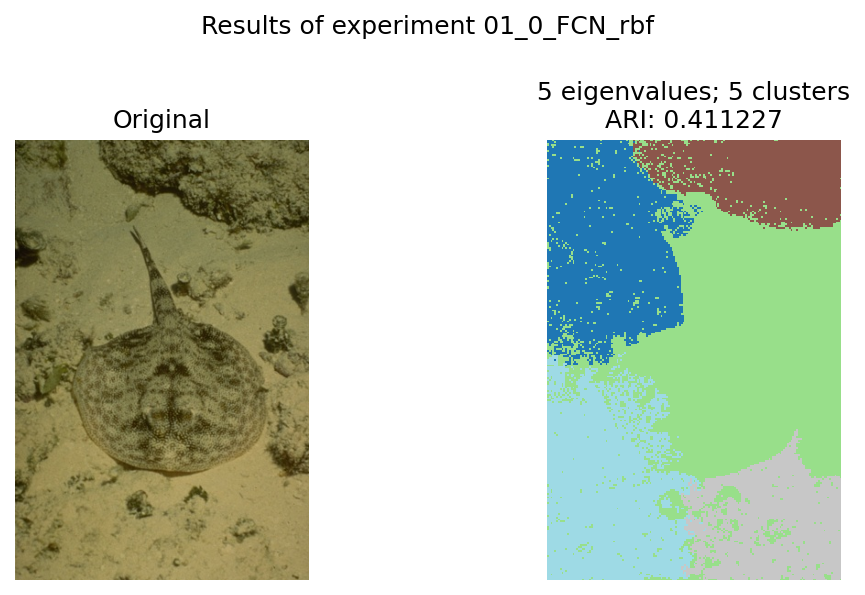 Results of experiment 01_0_FCN_rbf
Original
5 eigenvalues; 5 clusters
ARI: 0.411227